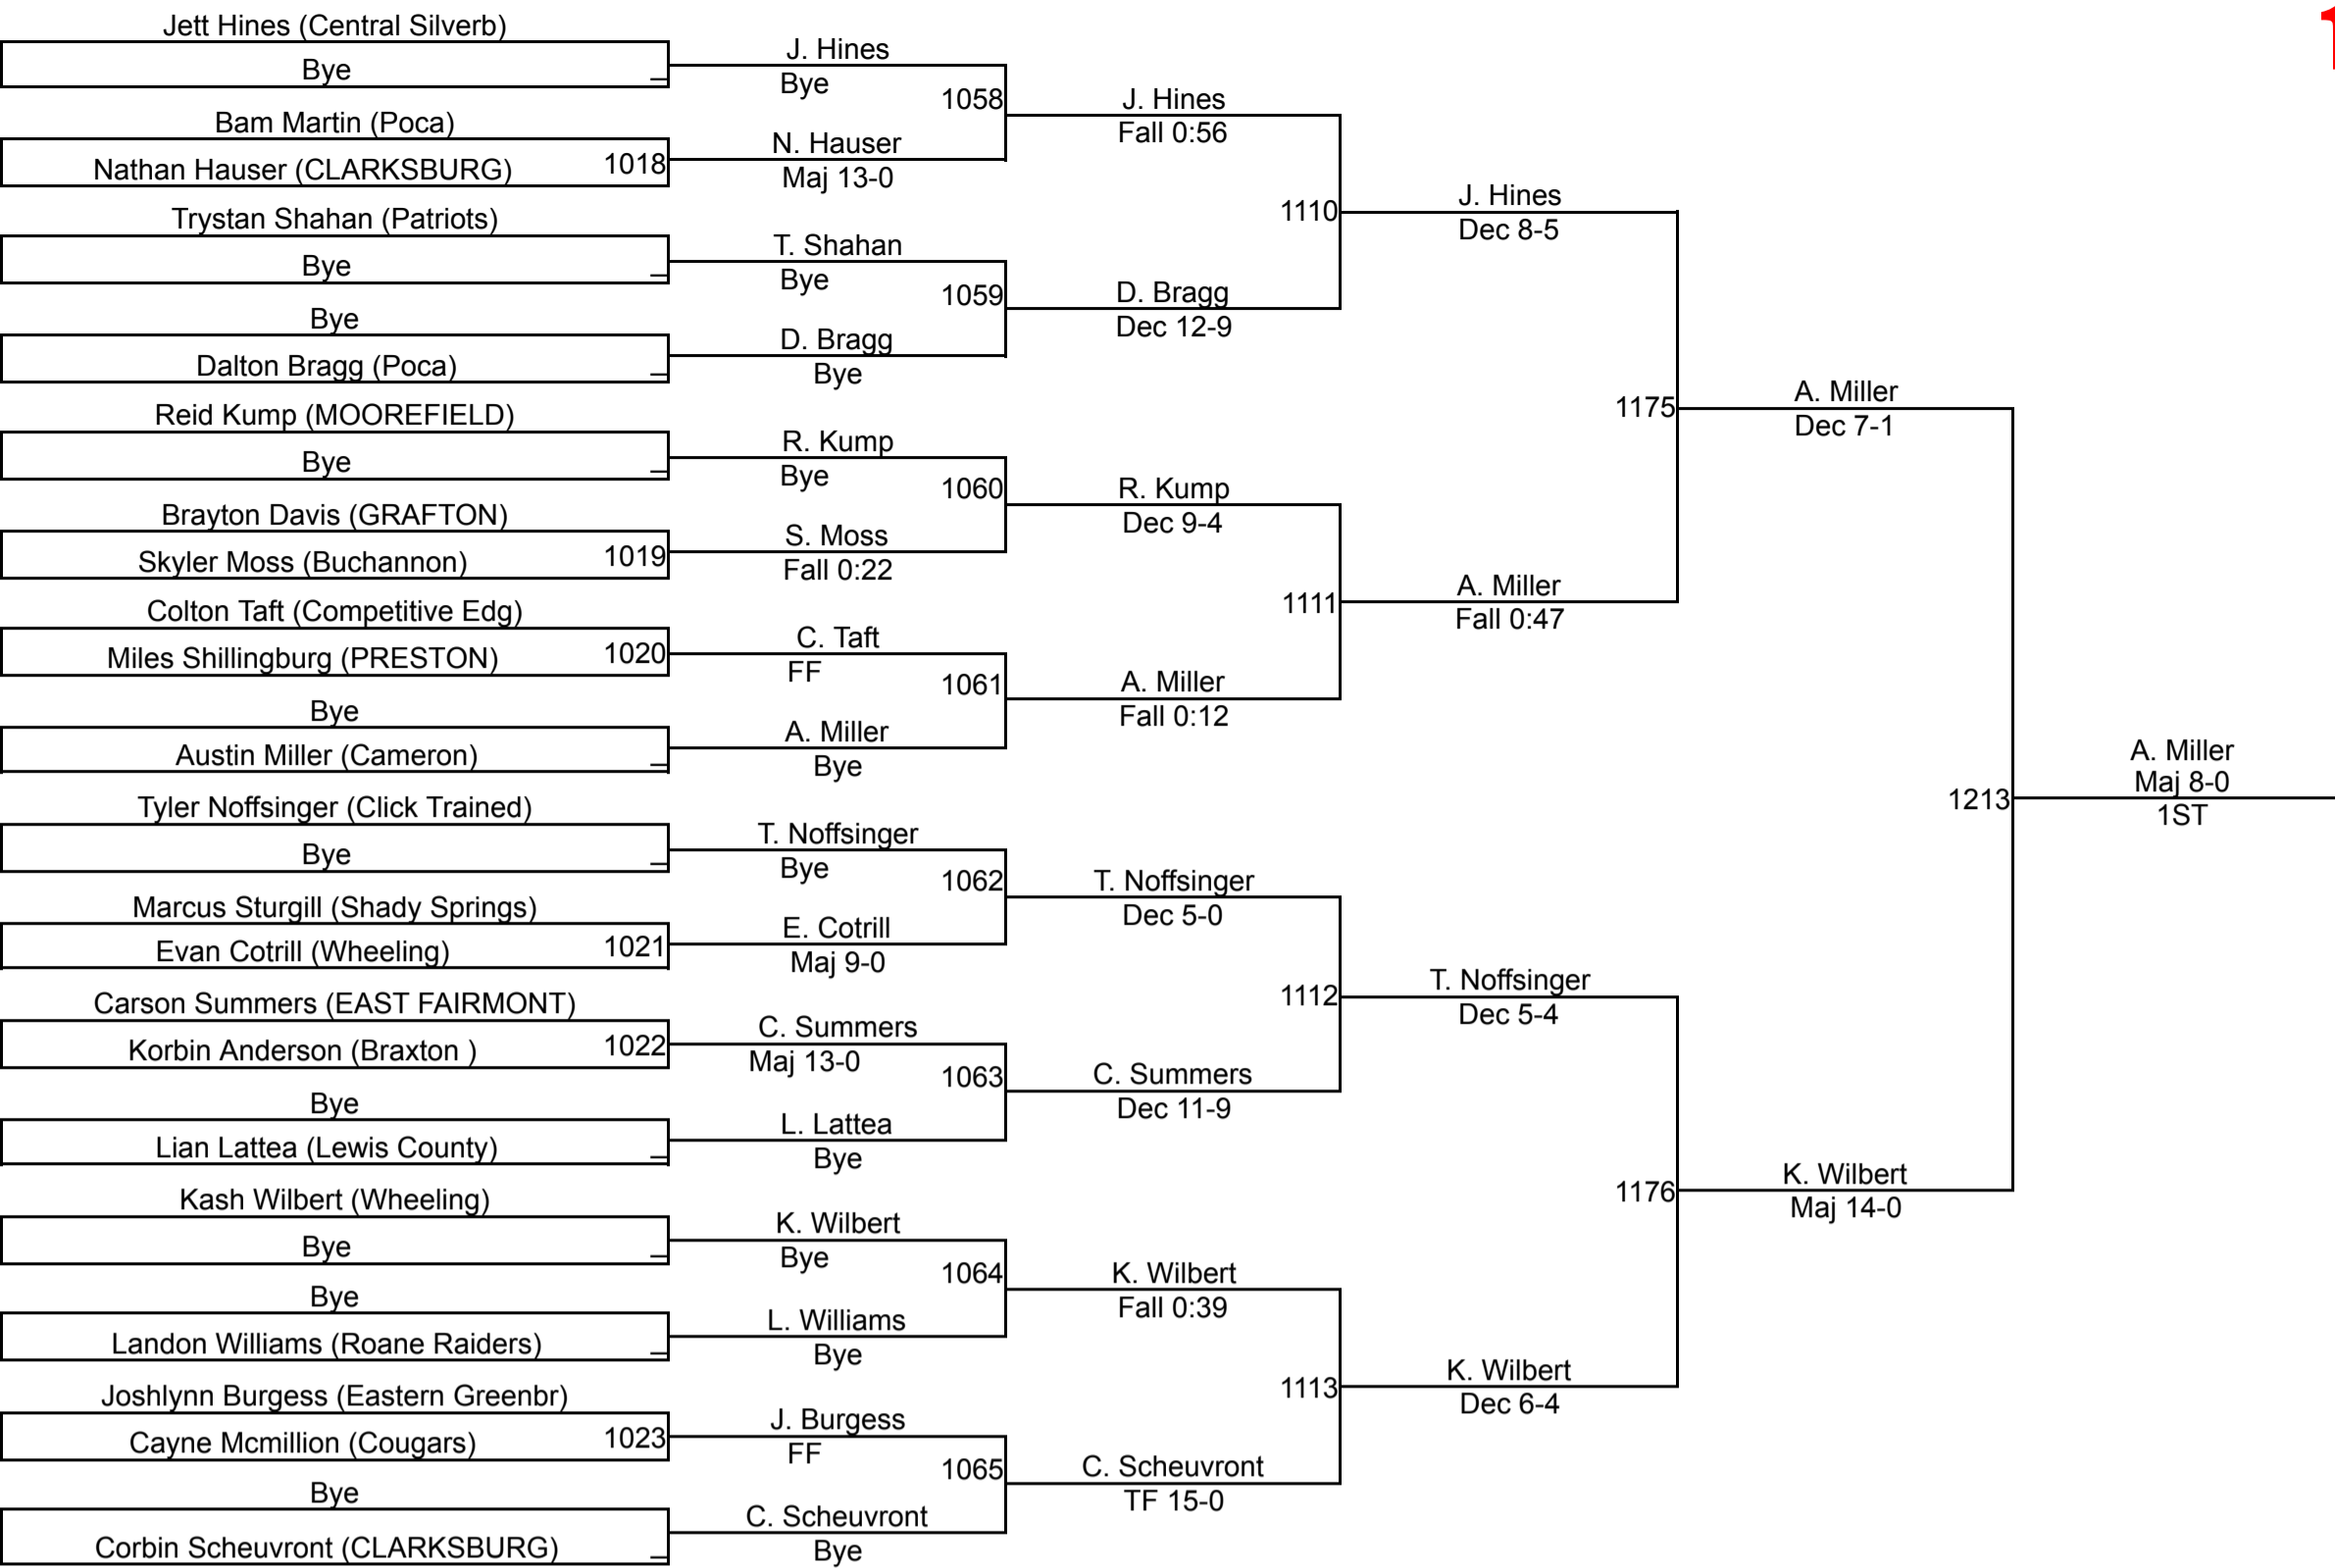 Jett Hines (Central Silverb)
Bye
Bam Martin (Poca)
Nathan Hauser (CLARKSBURG) 1018
Trystan Shahan (Patriots)
Bye
Bye
Dalton Bragg (Poca)
Reid Kump (MOOREFIELD)
Bye
Brayton Davis (GRAFTON)
Skyler Moss (Buchannon) 1019
Colton Taft (Competitive Edg)
Miles Shillingburg (PRESTON) 1020
Bye
Austin Miller (Cameron)
Tyler Noffsinger (Click Trained)
Bye
Marcus Sturgill (Shady Springs)
Evan Cotrill (Wheeling) 1021
Carson Summers (EAST FAIRMONT)
Korbin Anderson (Braxton ) 1022
Bye
Lian Lattea (Lewis County)
Kash Wilbert (Wheeling)
Bye
Bye
Landon Williams (Roane Raiders)
Joshlynn Burgess (Eastern Greenbr)
Cayne Mcmillion (Cougars) 1023
Bye
Corbin Scheuvront (CLARKSBURG)
J. Hines
Bye
1058
N. Hauser
Maj 13-0
T. Shahan
Bye
1059
D. Bragg
Bye
R. Kump
Bye
1060
S. Moss
Fall 0:22
C. Taft
FF
1061
A. Miller
Bye
T. Noffsinger
Bye
1062
E. Cotrill
Maj 9-0
C. Summers
Maj 13-0
1063
L. Lattea
Bye
K. Wilbert
Bye
1064
L. Williams
Bye
J. Burgess
FF
1065
C. Scheuvront
Bye
J. Hines
Fall 0:56
1110
D. Bragg
Dec 12-9
R. Kump
Dec 9-4
1111
A. Miller
Fall 0:12
T. Noffsinger
Dec 5-0
1112
C. Summers
Dec 11-9
K. Wilbert
Fall 0:39
1113
C. Scheuvront
TF 15-0
J. Hines
Dec 8-5
1175
A. Miller
Fall 0:47
T. Noffsinger
Dec 5-4
1176
K. Wilbert
Dec 6-4
A. Miller
Dec 7-1
1213
K. Wilbert
Maj 14-0
A. Miller
Maj 8-0
1ST